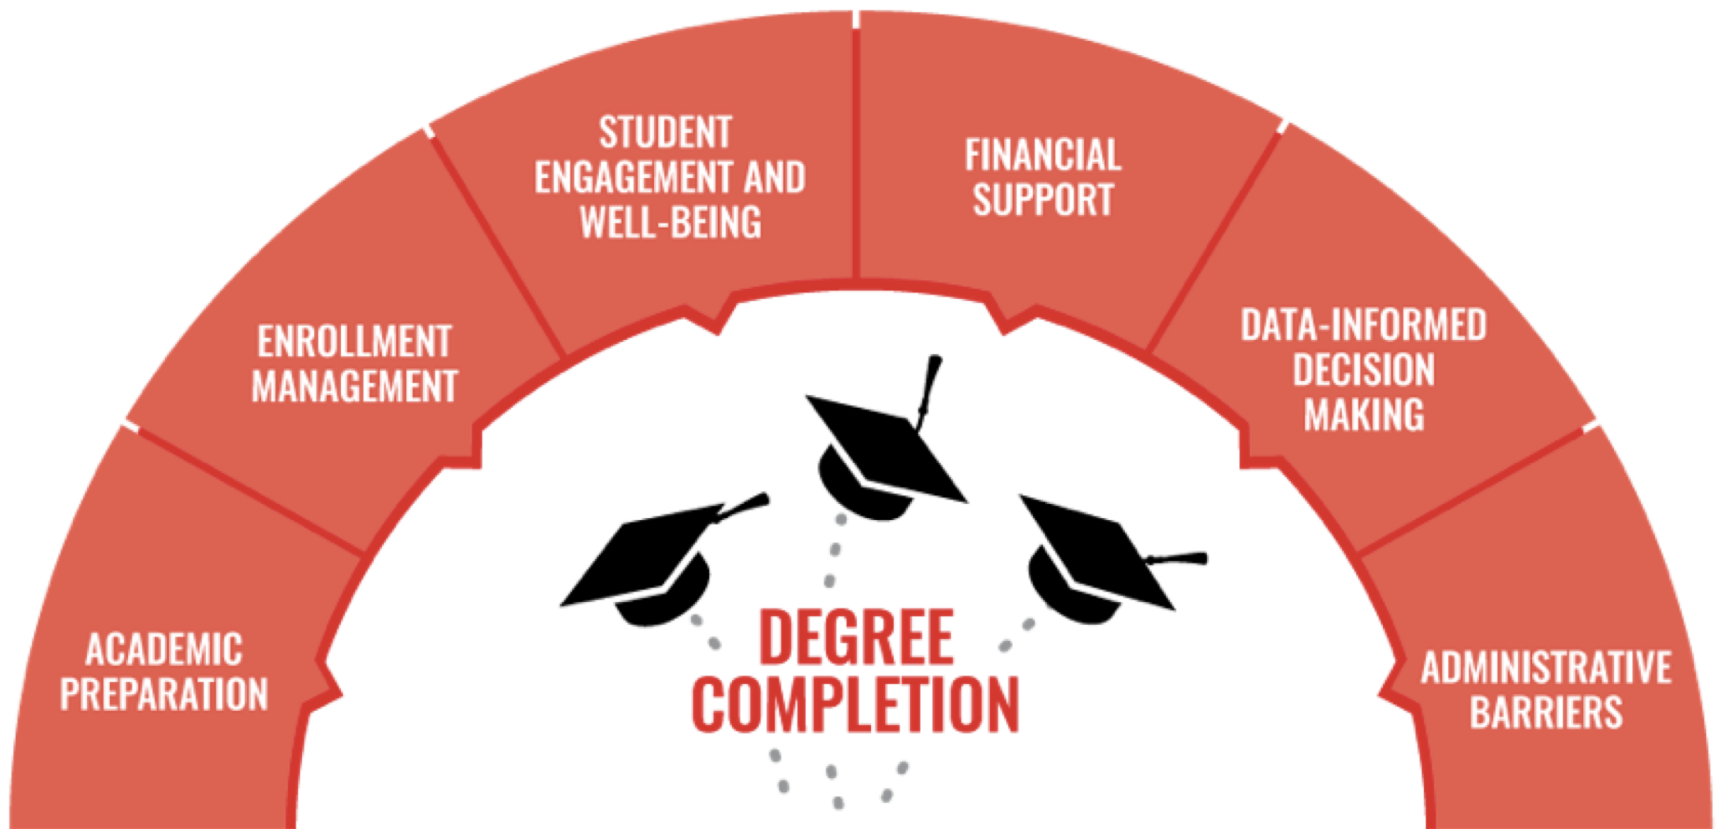 STUDENT
ENGAGEMENT AND
WELL-BEING
FINANCIAL
SUPPORT
ENROLLMENT
MANAGEMENT
DATA-INFORMED
DECISION
MAKING
ACADEMIC
PREPARATION
DEGREE
COMPLETION
ADMINISTRATIVE
BARRIERS